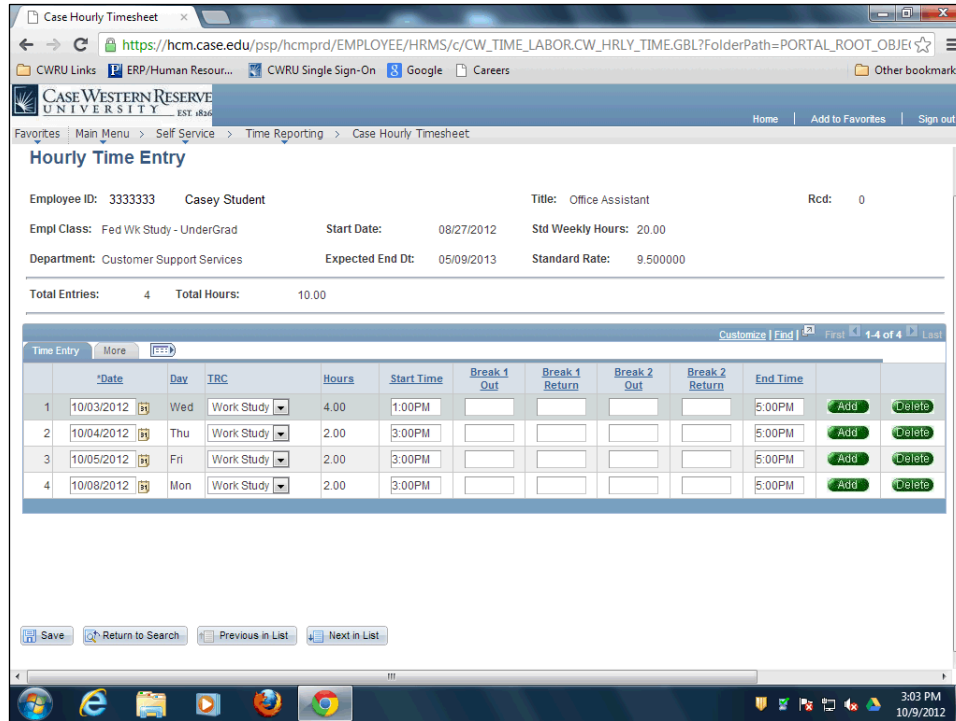 Case Hourly Timesheet
https://hcm.case.edu/psp/hcmprd/EMPLOYEE/HRMS/c/CW_TIME_LABOR.CW_HRLY_TIME.GBL?FolderPath=PORTAL_ROOT_OBJE
CWRU Links ERP/Human Resour... CWRU Single Sign-On Google Careers Other bookmark
CASE WESTERN RESERVE
UNIVERSITY EST. 1826
Home | Add to Favorites | Sign out
Favorites Main Menu > Self Service > Time Reporting > Case Hourly Timesheet
Hourly Time Entry
Employee ID: 3333333 Casey Student Title: Office Assistant Rcd: 0
Empl Class: Fed Wk Study - UnderGrad Start Date: 08/27/2012 Std Weekly Hours: 20.00
Department: Customer Support Services Expected End Dt: 05/09/2013 Standard Rate: 9.500000
Total Entries: 4 Total Hours: 10.00
Customize | Find | First 1-4 of 4 Last
Time Entry More
*Date Day TRC Hours Start Time Break 1 Out Break 1 Return Break 2 Out Break 2 Return End Time
1 10/03/2012 Wed Work Study 4.00 1:00PM 5:00PM Add Delete
2 10/04/2012 Thu Work Study 2.00 3:00PM 5:00PM Add Delete
3 10/05/2012 Fri Work Study 2.00 3:00PM 5:00PM Add Delete
4 10/08/2012 Mon Work Study 2.00 3:00PM 5:00PM Add Delete
Save Return to Search Previous in List Next in List
3:03 PM
10/9/2012